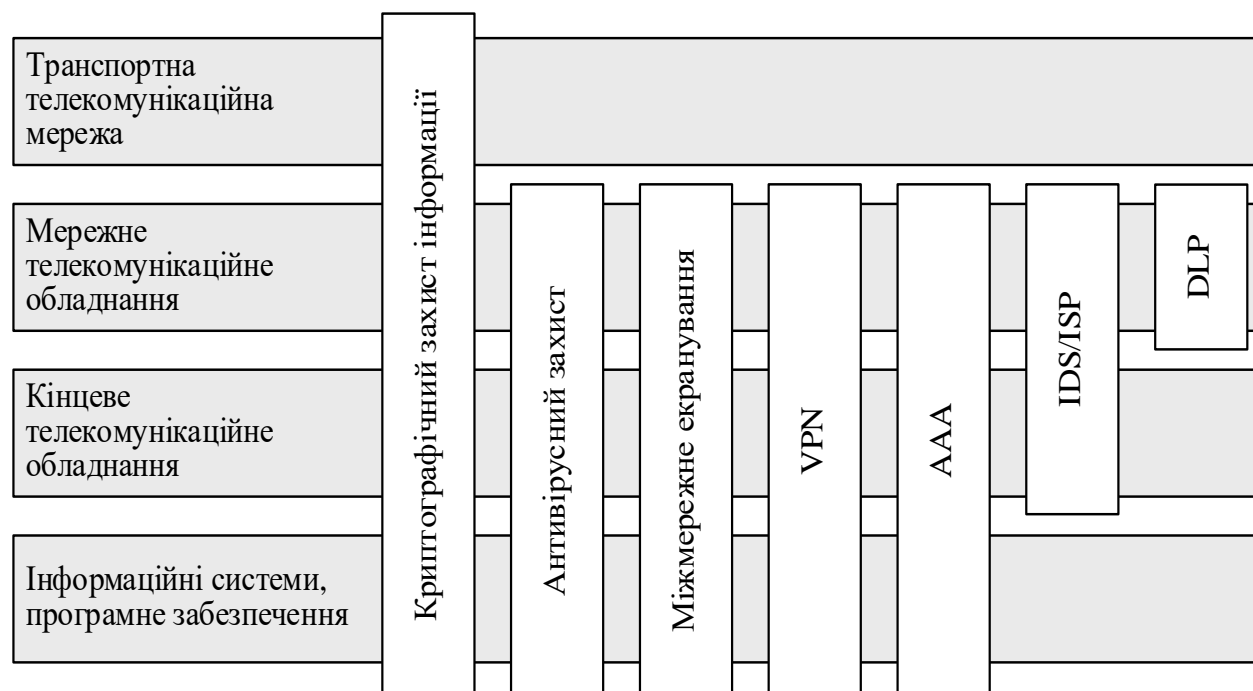 Транспортна
телекомунікаційна
мережа
Мережне
телекомунікаційне
обладнання
Кінцеве
телекомунікаційне
обладнання
Інформаційні системи,
програмне забезпечення
Криптографічний захист інформації
Антивірусний захист
Міжмережне екранування
VPN
AAA
IDS/ISP
DLP